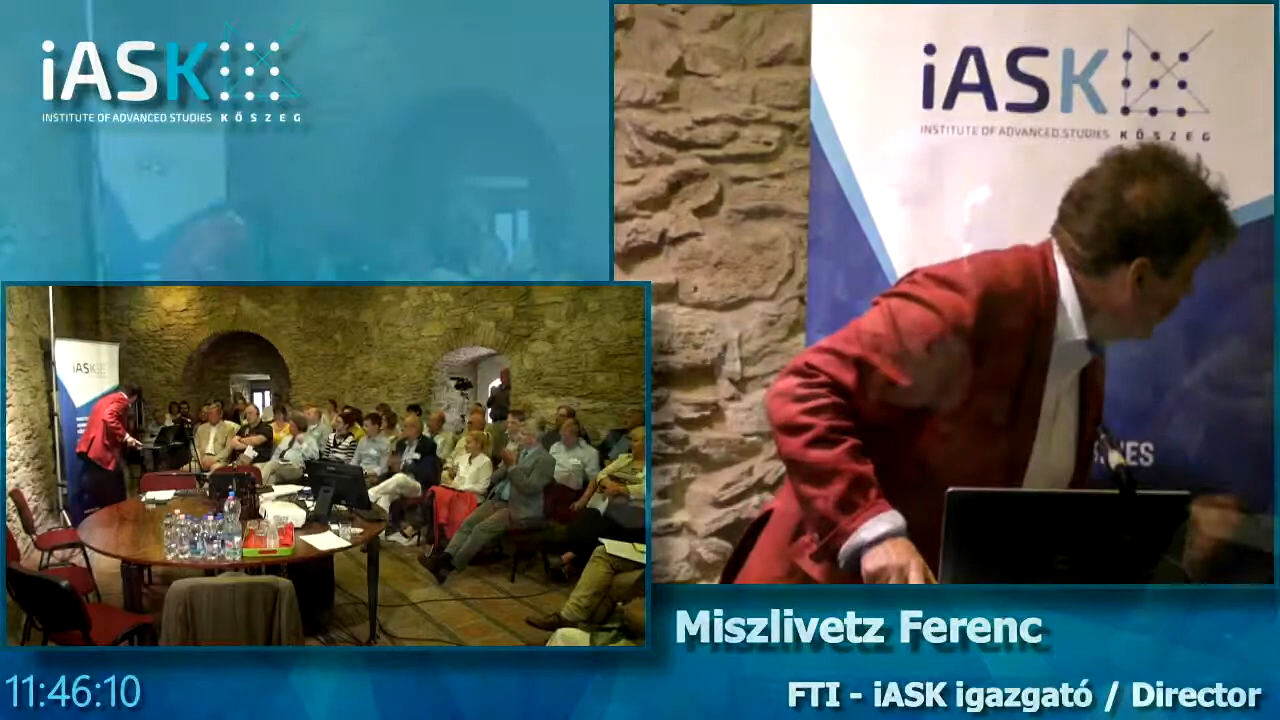 iASK
INSTITUTE OF ADVANCED STUDIES KŐSZEG
iASK
INSTITUTE OF ADVANCED STUDIES KŐSZEG
iASK
Miszlivetz Ferenc
11:46:10
FTI - iASK igazgató / Director